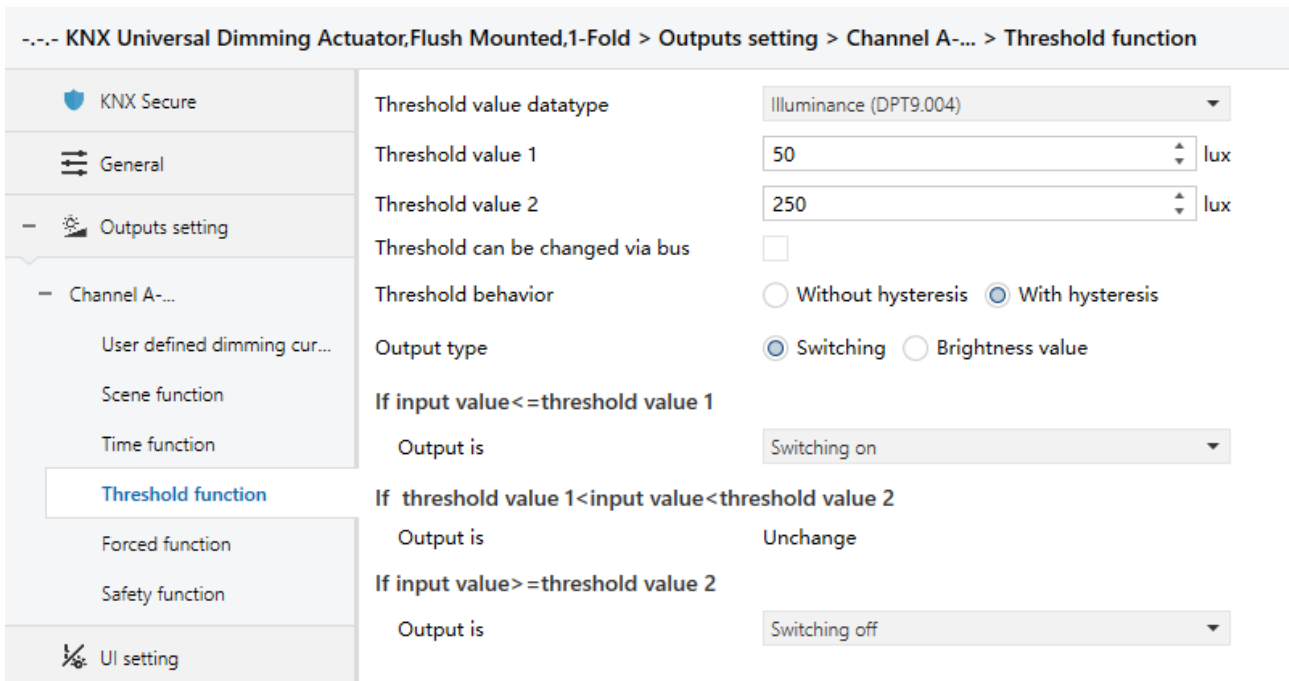 -.-.- KNX Universal Dimming Actuator,Flush Mounted,1-Fold > Outputs setting > Channel A-... > Threshold function
KNX Secure
General
Outputs setting
Channel A-...
User defined dimming cur...
Scene function
Time function
Threshold function
Forced function
Safety function
UI setting
Threshold value datatype Illuminance (DPT9.004)
Threshold value 1 50 lux
Threshold value 2 250 lux
Threshold can be changed via bus
Threshold behavior Without hysteresis With hysteresis
Output type Switching Brightness value
If input value<=threshold value 1
Output is Switching on
If threshold value 1<input value<threshold value 2
Output is Unchange
If input value>=threshold value 2
Output is Switching off